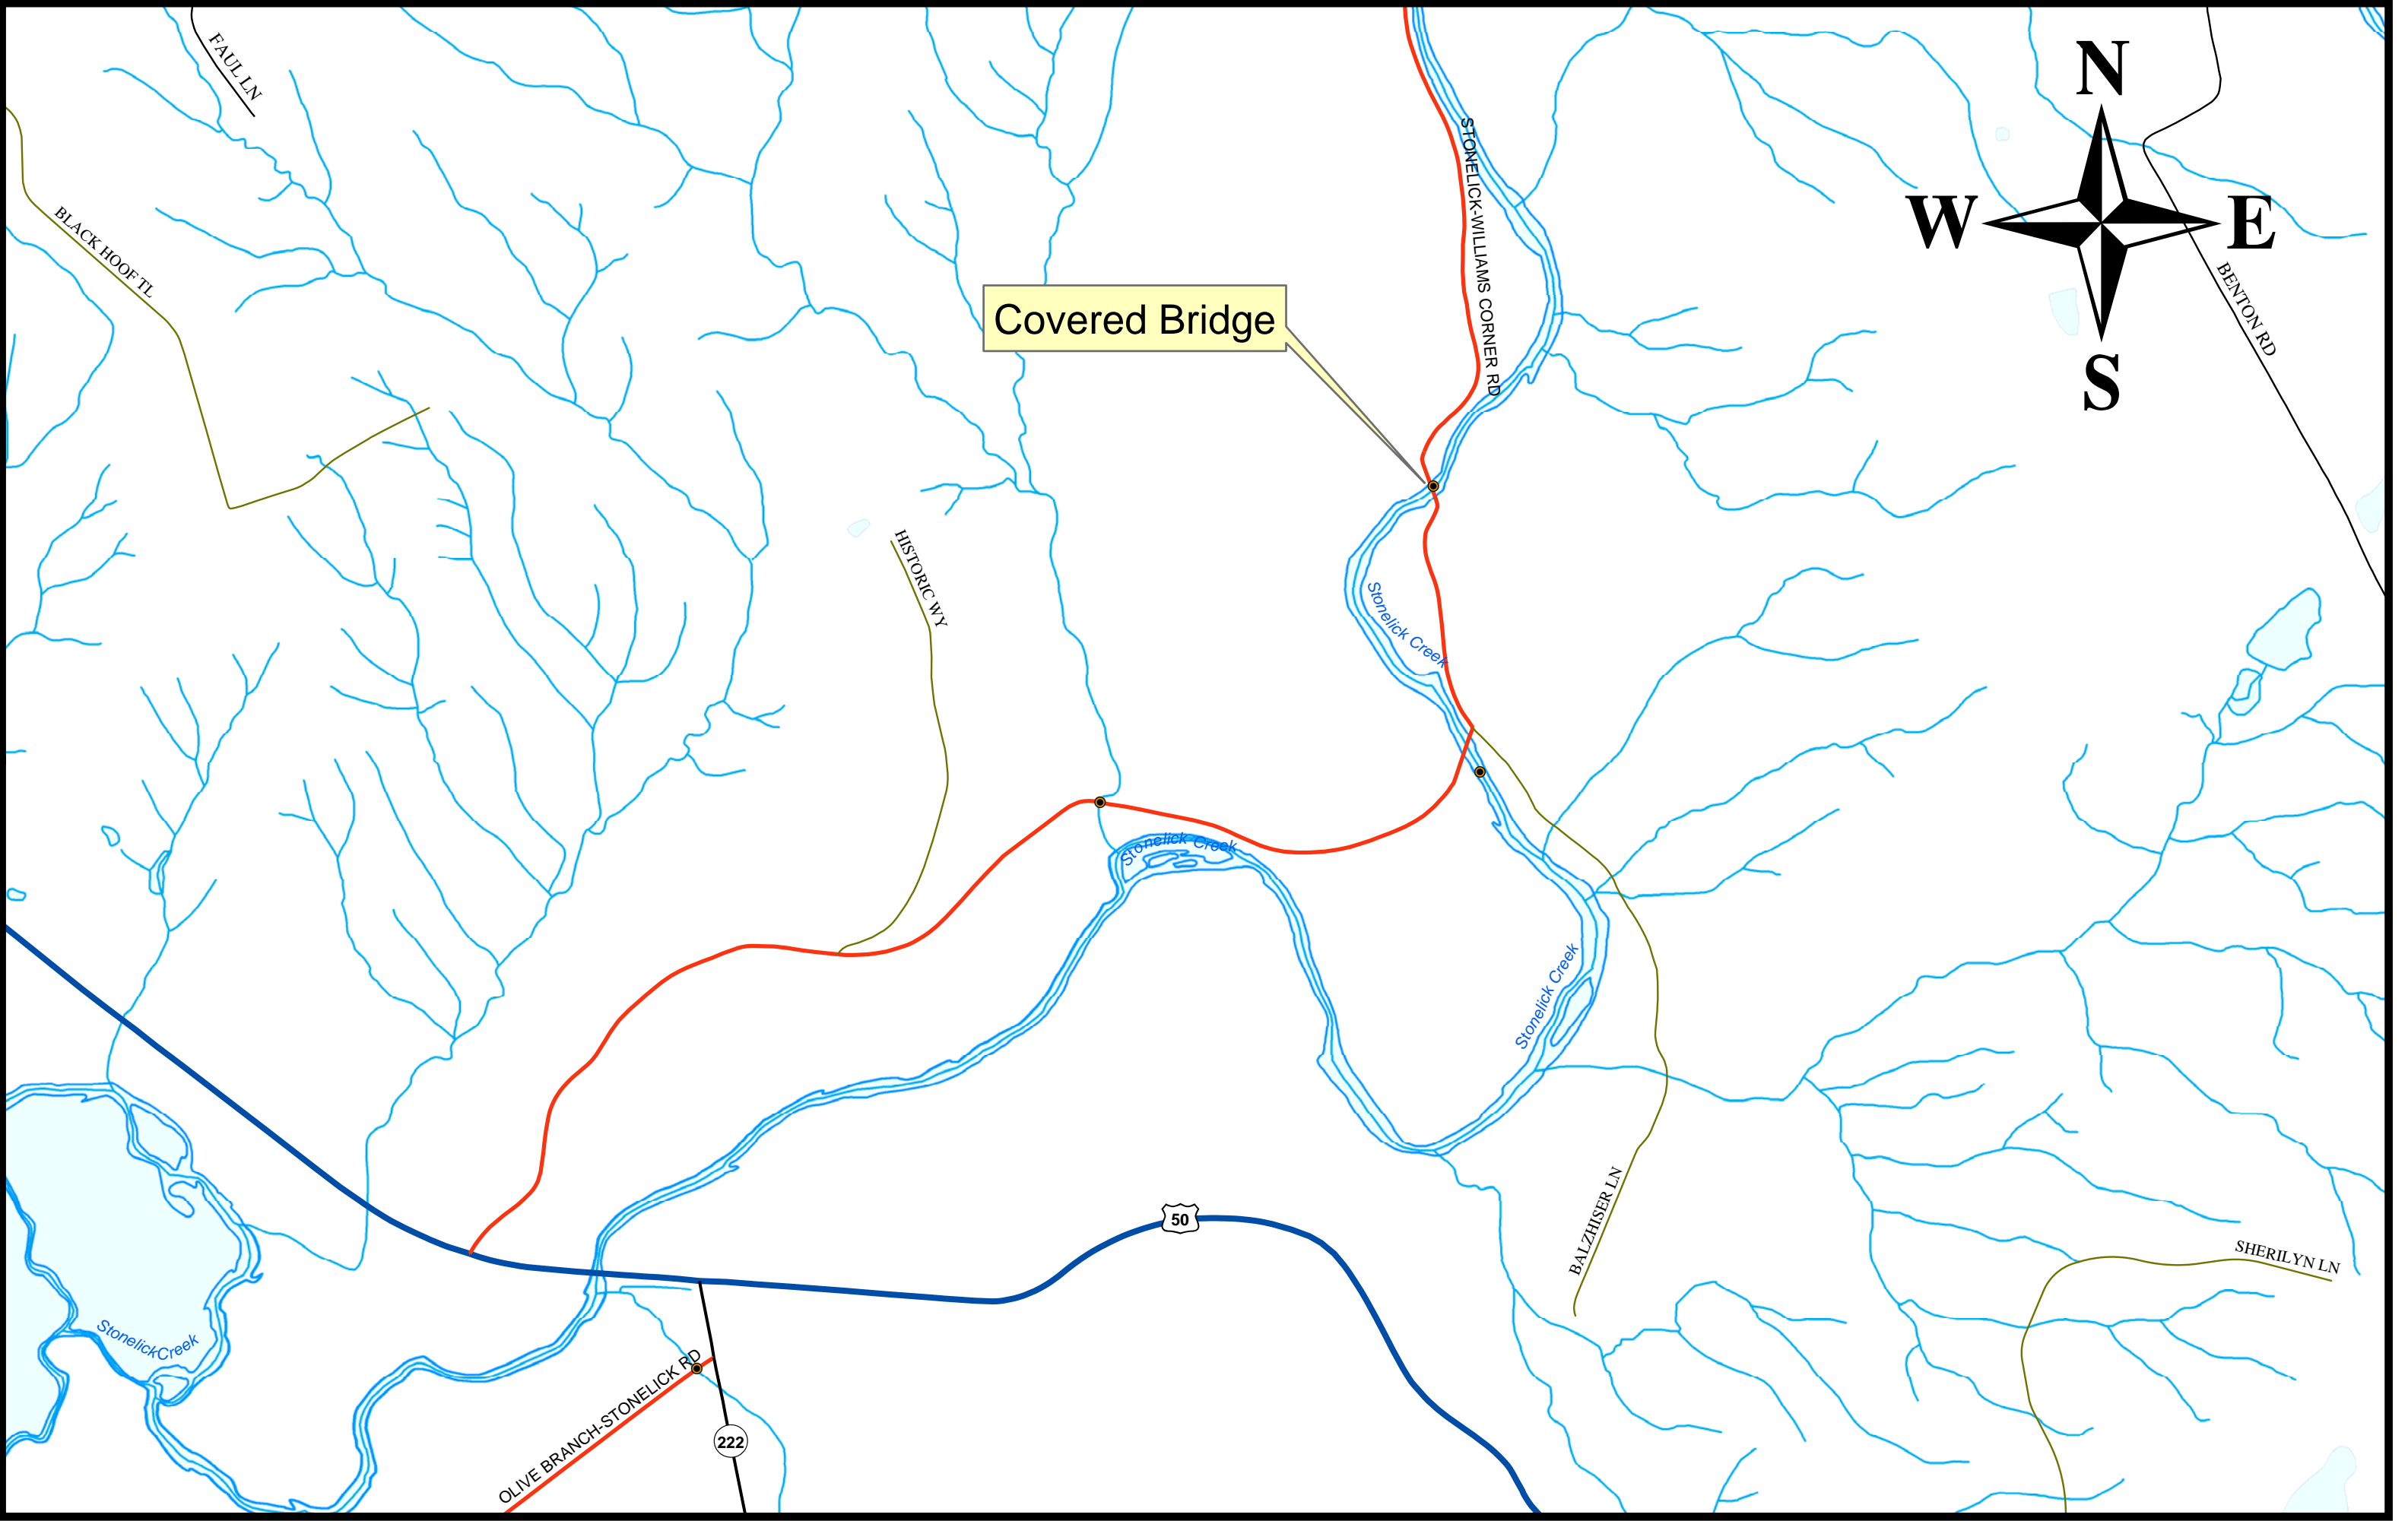 FAUL LN
N
STONELICK-WILLIAMS CORNER RD
W
E
BLACK HOOF TL
BENTON RD
Covered Bridge
S
HISTORIC WY
Stonelick Creek
Stonelick Creek
Stonelick Creek
BALZHISER LN
50
SHERILYN LN
StonelickCreek
OLIVE BRANCH-STONELICK RD
222